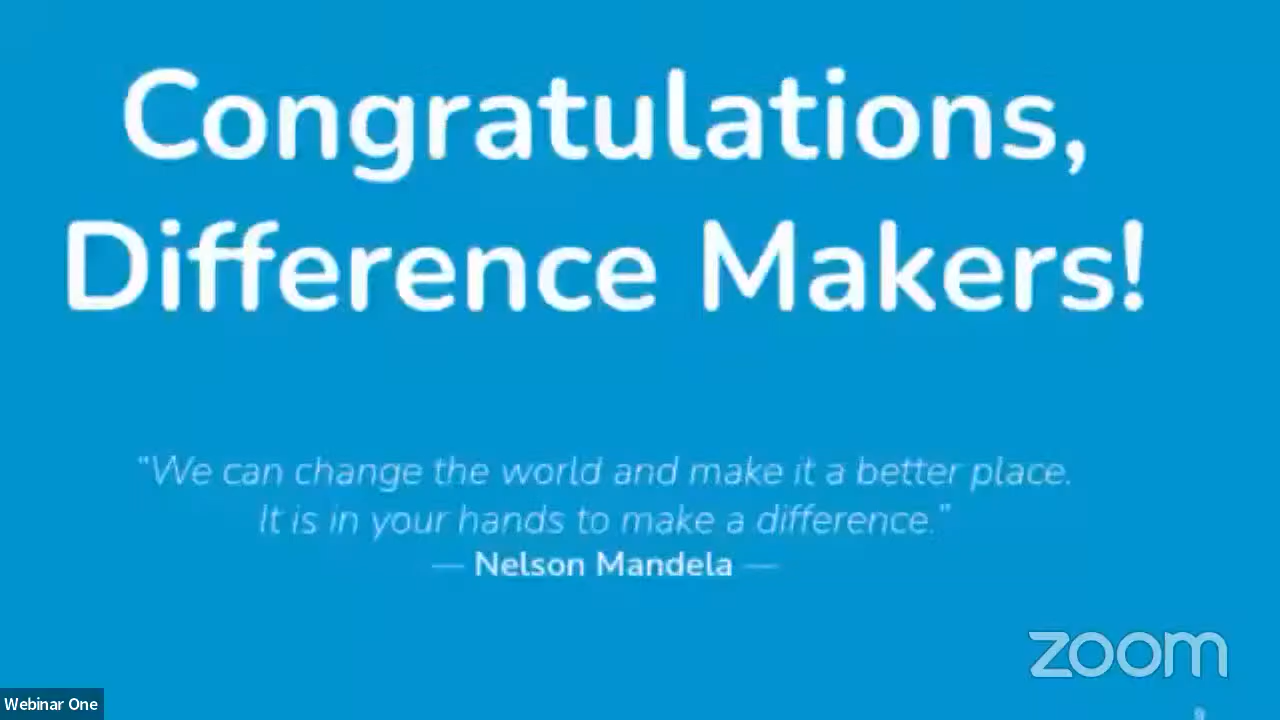 Congratulations,
Difference Makers!
“We can change the world and make it a better place.
It is in your hands to make a difference.”
— Nelson Mandela —
zoom
Webinar One